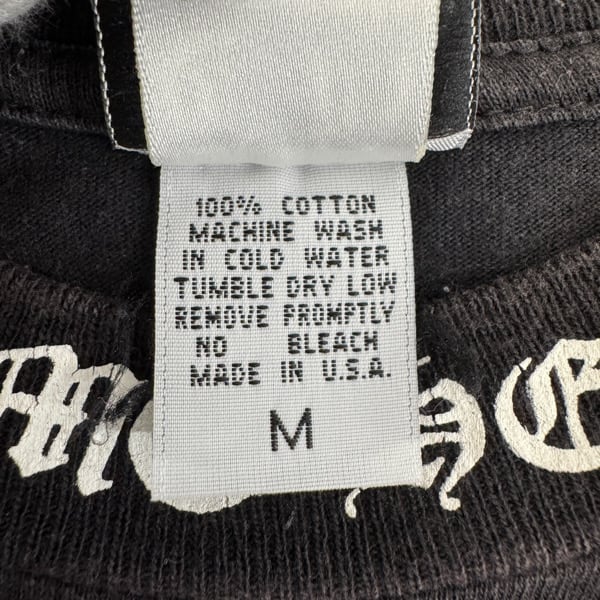 100% COTTON
MACHINE WASH
IN COLD WATER
TUMBLE DRY LOW
REMOVE PROMPTLY
NO BLEACH
MADE IN U.S.A.
M